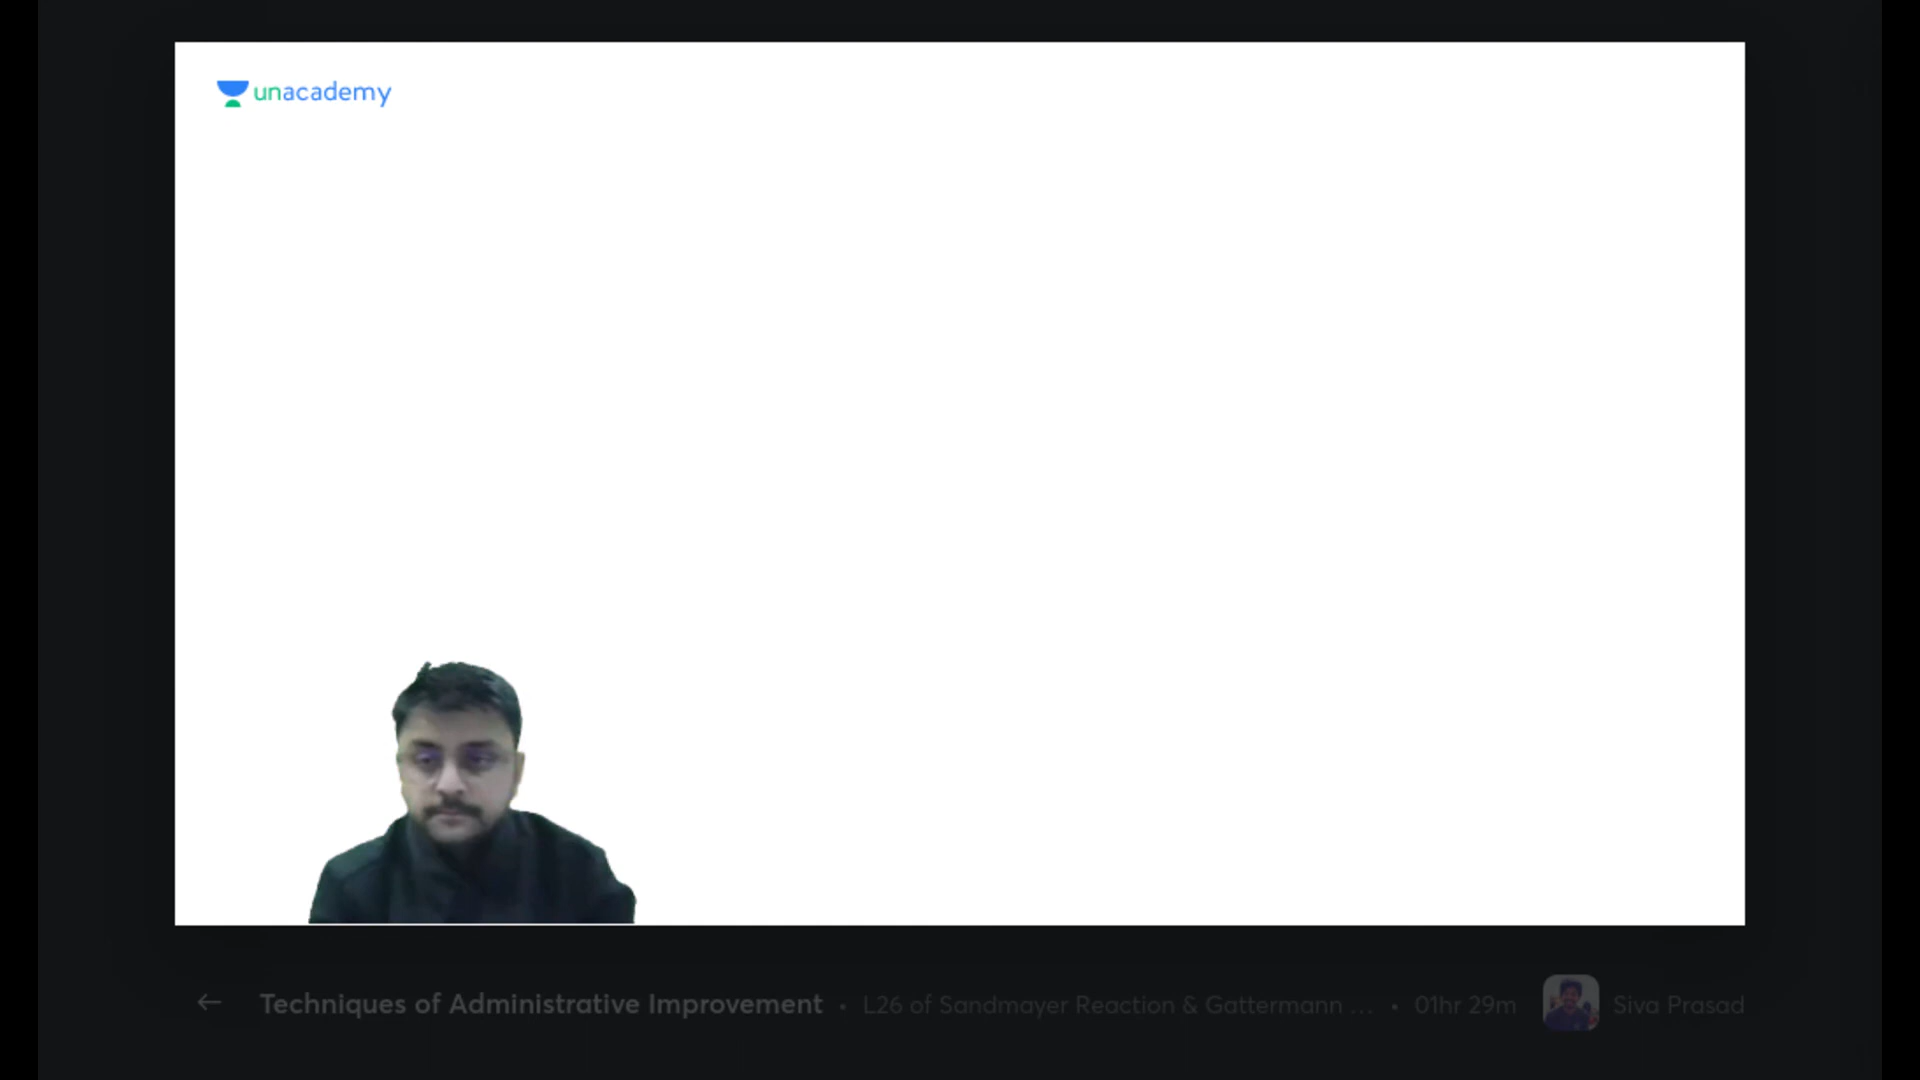 unacademy
Techniques of Administrative Improvement • L26 of Sandmayer Reaction & Gattermann ... • 01hr 29m Siva Prasad